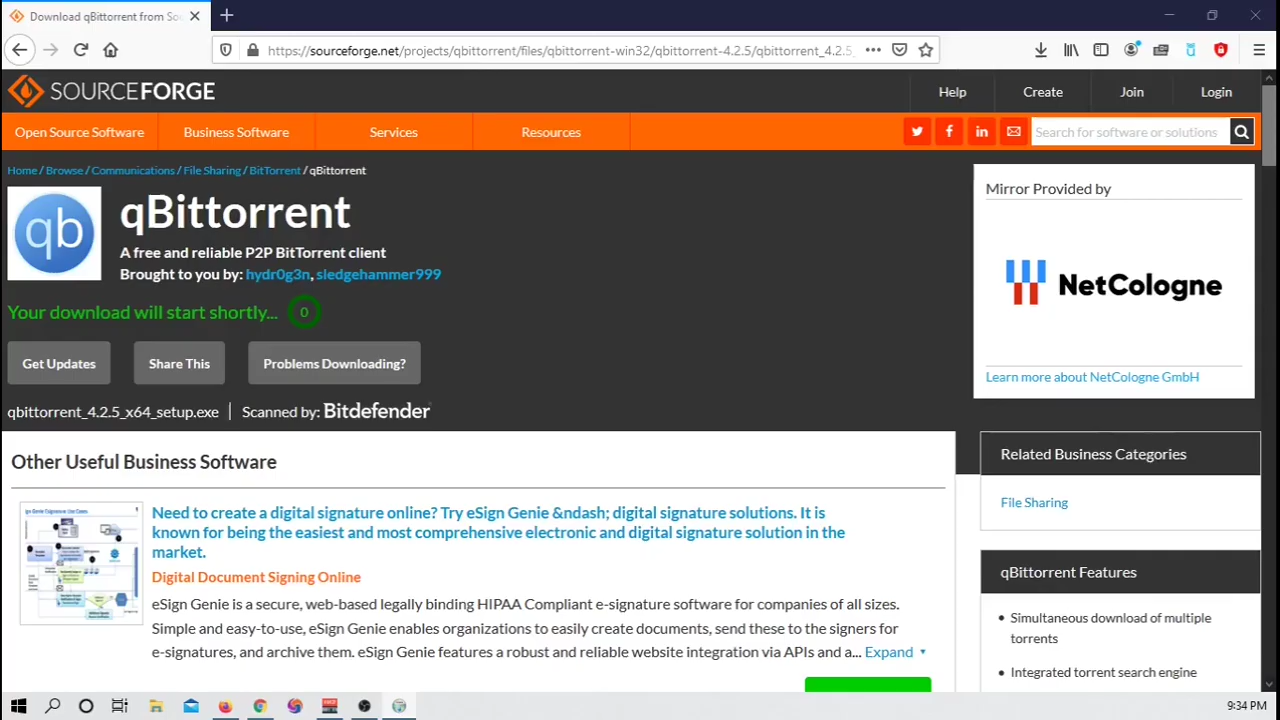 Download qBittorrent from Sou
https://sourceforge.net/projects/qbittorrent/files/qbittorrent-win32/qbittorrent-4.2.5/qbittorrent_4.2.5_
SOURCEFORGE
Help
Create
Join
Login
Open Source Software
Business Software
Services
Resources
Search for software or solutions
Home / Browse / Communications / File Sharing / BitTorrent / qBittorrent
qb
qBittorrent
A free and reliable P2P BitTorrent client
Brought to you by: hydr0g3n, sledgehammer999
Your download will start shortly... 0
Get Updates
Share This
Problems Downloading?
qbittorrent_4.2.5_x64_setup.exe | Scanned by: Bitdefender
Mirror Provided by
NetCologne
Learn more about NetCologne GmbH
Other Useful Business Software
Need to create a digital signature online? Try eSign Genie &ndash; digital signature solutions. It is
known for being the easiest and most comprehensive electronic and digital signature solution in the
market.
Digital Document Signing Online
eSign Genie is a secure, web-based legally binding HIPAA Compliant e-signature software for companies of all sizes.
Simple and easy-to-use, eSign Genie enables organizations to easily create documents, send these to the signers for
e-signatures, and archive them. eSign Genie features a robust and reliable website integration via APIs and a... Expand
Related Business Categories
File Sharing
qBittorrent Features
Simultaneous download of multiple
torrents
Integrated torrent search engine
9:34 PM